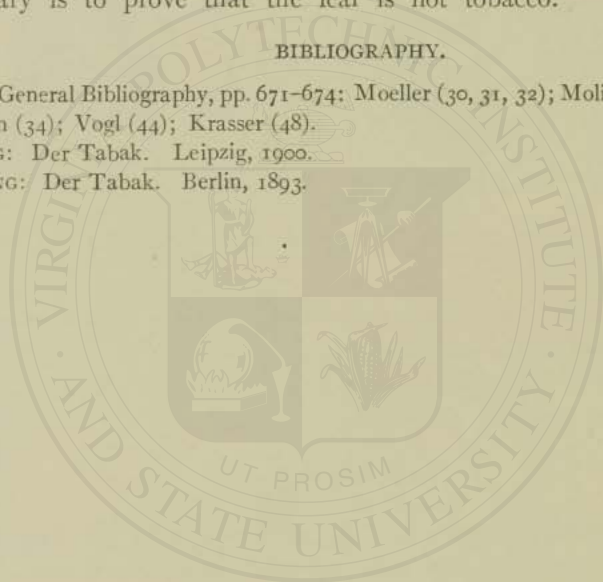 is to prove that the leaf is not tobacco.
BIBLIOGRAPHY.
General Bibliography, pp. 671–674: Moeller (30, 31, 32); Moli
(34); Vogl (44); Krasser (48).
: Der Tabak. Leipzig, 1900.
: Der Tabak. Berlin, 1893.
VIRGINIA POLYTECHNIC INSTITUTE
AND STATE UNIVERSITY
UT PROSIM